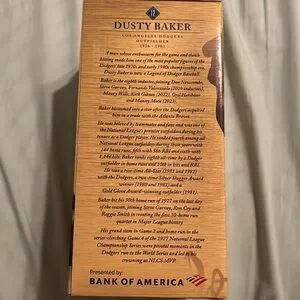 DUSTY BAKER
LOS ANGELES DODGERS
OUTFIELDER
1976 - 1983
A man whose enthusiasm for the game and clutch
hitting made him one of the most popular figures of the
Dodgers' late 1970s and early 1980s championship era,
Dusty Baker is now a Legend of Dodger Baseball.
Baker is the eighth inductee, joining Don Newcombe,
Steve Garvey, Fernando Valenzuela (2019 inductees),
Maury Wills, Kirk Gibson (2022), Orel Hershiser
and Manny Mota (2023).
Baker blossomed into a star after the Dodgers acquired
him in a trade with the Atlanta Braves.
He was beloved by teammates and fans and was one of
the National League's premier outfielders during his
tenure as a Dodger player. He ranked fourth among all
National League outfielders during those years with
144 home runs, fifth with 586 RBI and sixth with
1,144 hits. Baker ranks eighth all-time by a Dodger
outfielder in home runs and 10th in hits and RBI.
He was a two-time All-Star (1981 and 1982)
with the Dodgers, a two-time Silver Slugger Award
winner (1980 and 1981) and a
Gold Glove Award-winning outfielder (1981).
Baker hit his 30th home run of 1977 on the last day
of the season, joining Steve Garvey, Ron Cey and
Reggie Smith in creating the first 30-home run
quartet in Major League history.
His grand slam in Game 2 and home run in the
series-clinching Game 4 of the 1977 National League
Championship Series were pivotal moments in the
Dodgers' run to the World Series and led to his
crowning as NLCS MVP.
Presented by:
BANK OF AMERICA